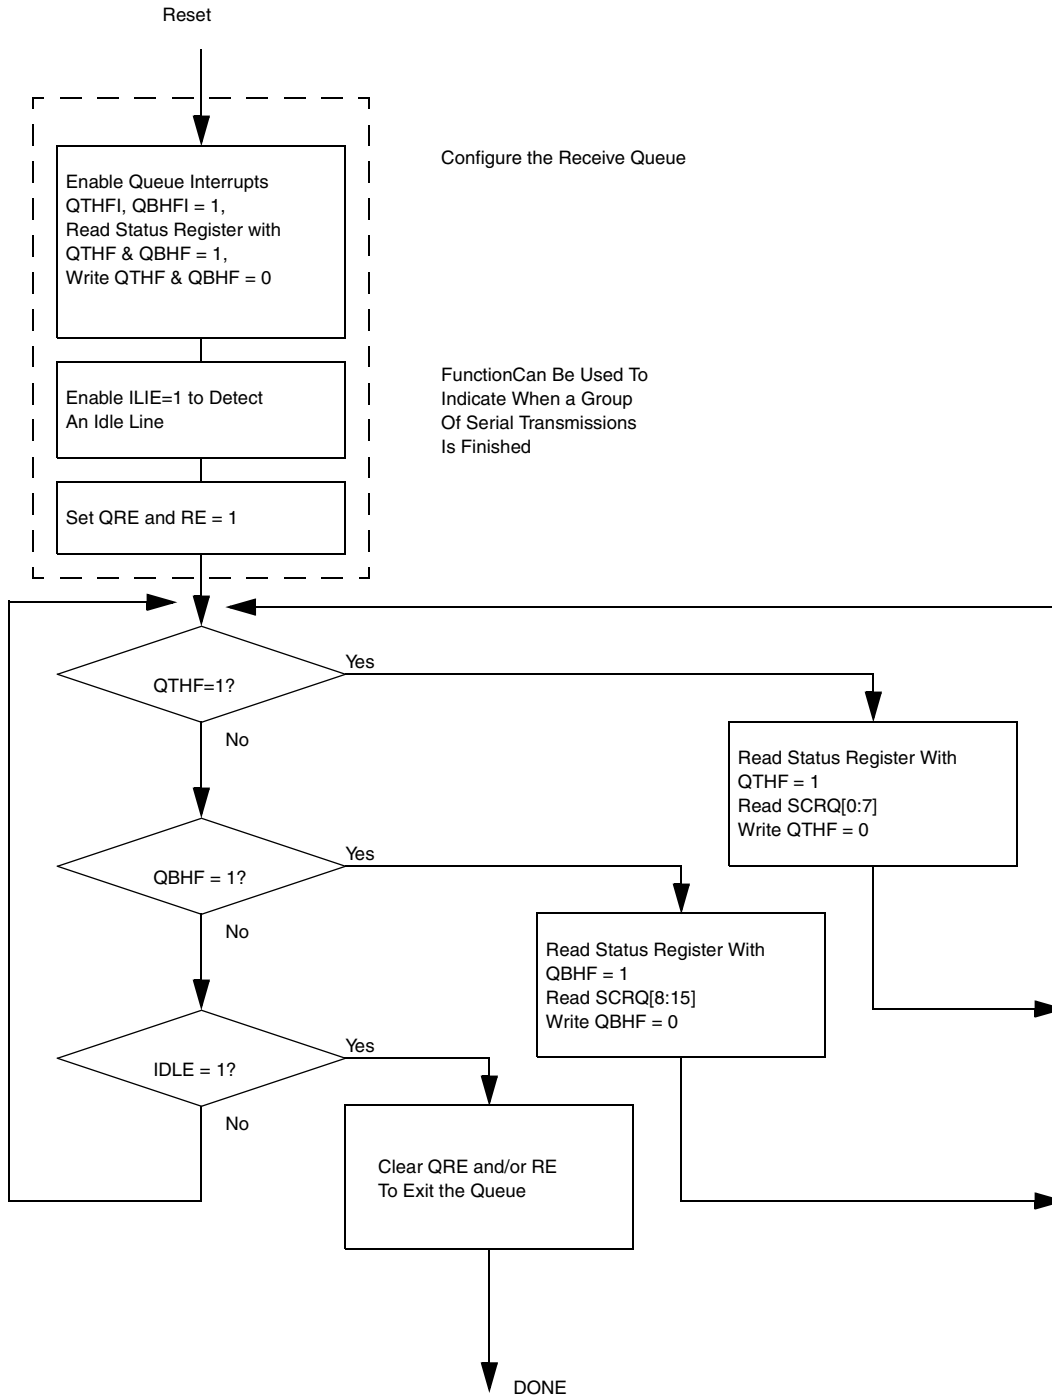 Reset
Configure the Receive Queue
Enable Queue Interrupts
QTHFI, QBHFI = 1,
Read Status Register with
QTHF & QBHF = 1,
Write QTHF & QBHF = 0
Enable ILIE=1 to Detect
An Idle Line
FunctionCan Be Used To
Indicate When a Group
Of Serial Transmissions
Is Finished
Set QRE and RE = 1
QTHF=1?
Yes
No
Read Status Register With
QTHF = 1
Read SCRQ[0:7]
Write QTHF = 0
QBHF = 1?
Yes
No
Read Status Register With
QBHF = 1
Read SCRQ[8:15]
Write QBHF = 0
IDLE = 1?
Yes
No
Clear QRE and/or RE
To Exit the Queue
DONE